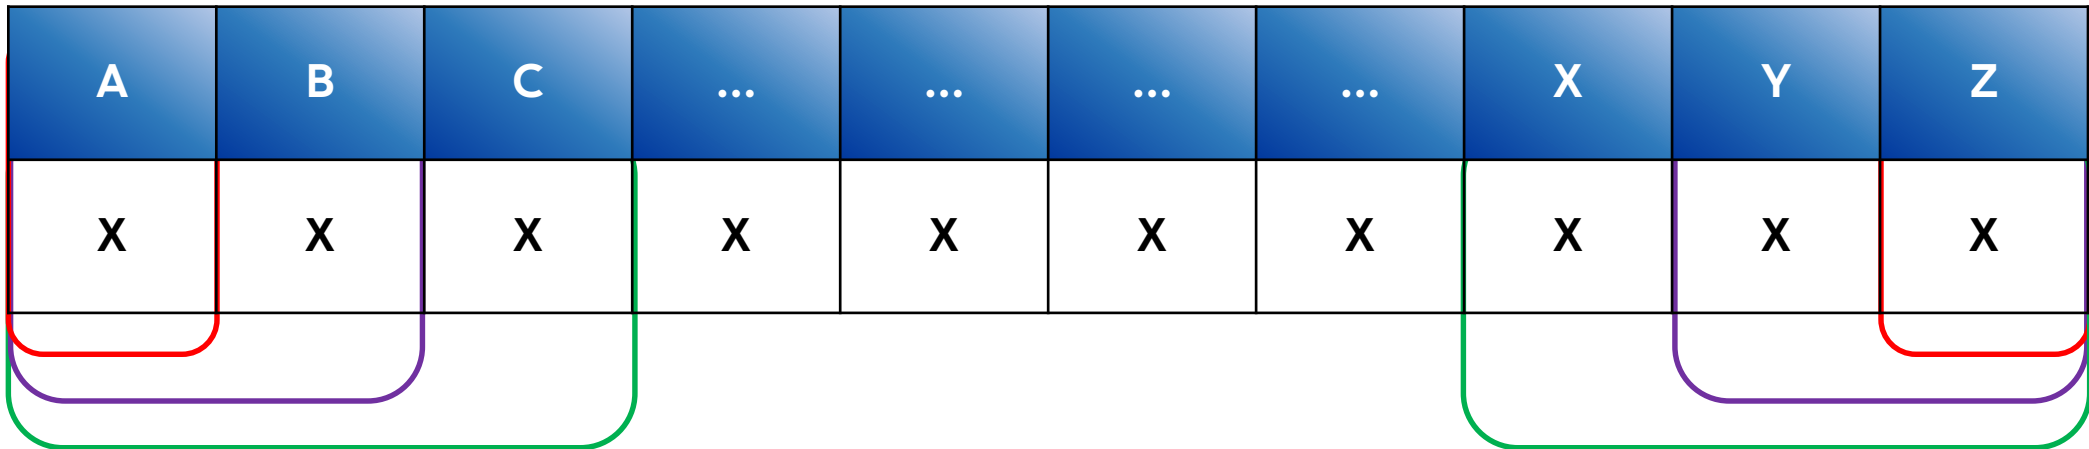 A B C ... ... ... ... X Y Z
X X X X X X X X X X